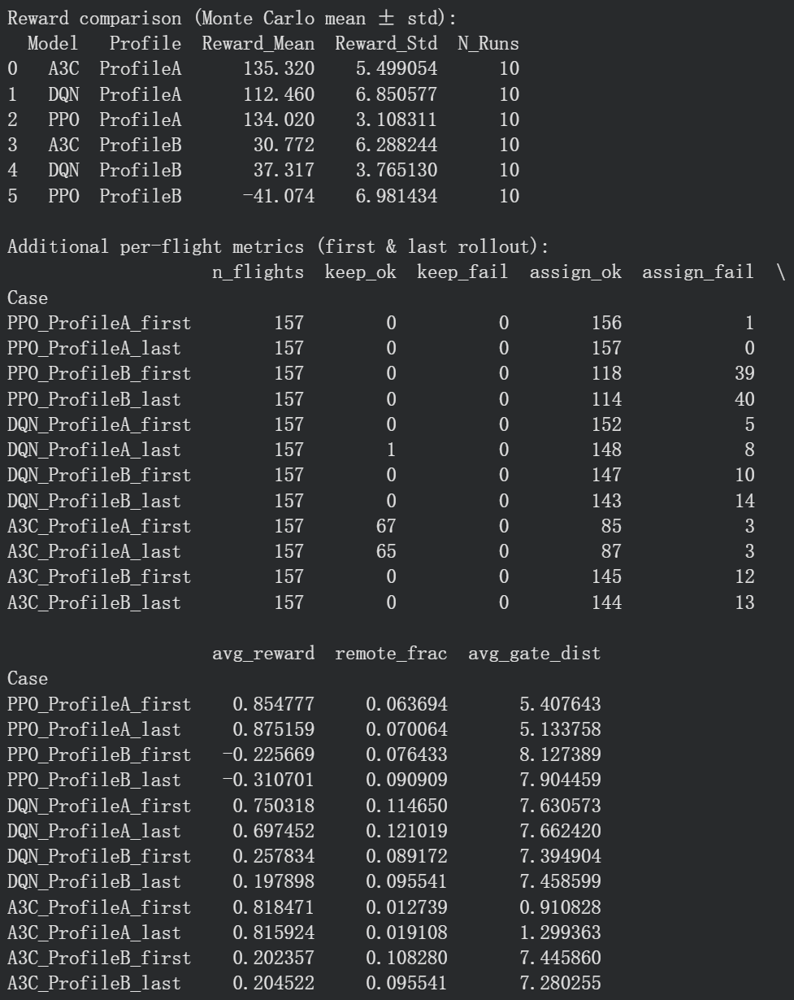 Reward comparison (Monte Carlo mean ± std):
  Model   Profile  Reward_Mean  Reward_Std  N_Runs
0   A3C  ProfileA      135.320    5.499054      10
1   DQN  ProfileA      112.460    6.850577      10
2   PPO  ProfileA      134.020    3.108311      10
3   A3C  ProfileB       30.772    6.288244      10
4   DQN  ProfileB       37.317    3.765130      10
5   PPO  ProfileB      -41.074    6.981434      10
Additional per-flight metrics (first & last rollout):
                    n_flights  keep_ok  keep_fail  assign_ok  assign_fail  \
Case
PPO_ProfileA_first        157        0          0        156            1
PPO_ProfileA_last         157        0          0        157            0
PPO_ProfileB_first        157        0          0        118           39
PPO_ProfileB_last         157        0          0        114           40
DQN_ProfileA_first        157        0          0        152            5
DQN_ProfileA_last         157        1          0        148            8
DQN_ProfileB_first        157        0          0        147           10
DQN_ProfileB_last         157        0          0        143           14
A3C_ProfileA_first        157       67          0         85            3
A3C_ProfileA_last         157       65          0         87            3
A3C_ProfileB_first        157        0          0        145           12
A3C_ProfileB_last         157        0          0        144           13
                    avg_reward  remote_frac  avg_gate_dist
Case
PPO_ProfileA_first    0.854777     0.063694       5.407643
PPO_ProfileA_last     0.875159     0.070064       5.133758
PPO_ProfileB_first   -0.225669     0.076433       8.127389
PPO_ProfileB_last    -0.310701     0.090909       7.904459
DQN_ProfileA_first    0.750318     0.114650       7.630573
DQN_ProfileA_last     0.697452     0.121019       7.662420
DQN_ProfileB_first    0.257834     0.089172       7.394904
DQN_ProfileB_last     0.197898     0.095541       7.458599
A3C_ProfileA_first    0.818471     0.012739       0.910828
A3C_ProfileA_last     0.815924     0.019108       1.299363
A3C_ProfileB_first    0.202357     0.108280       7.445860
A3C_ProfileB_last     0.204522     0.095541       7.280255